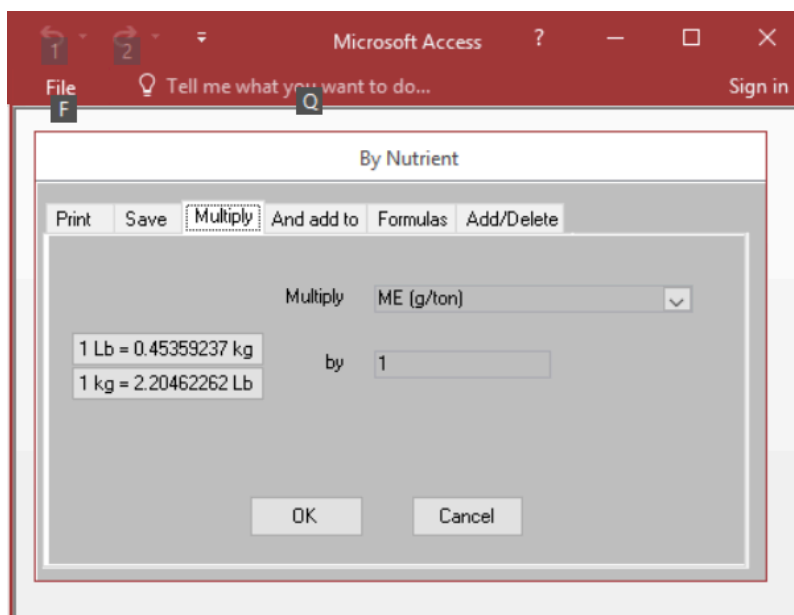 1 2 Microsoft Access ?
File Tell me what you want to do... Sign in
F Q
By Nutrient
Print Save Multiply And add to Formulas Add/Delete
Multiply ME (g/ton)
1 Lb = 0.45359237 kg
by 1
1 kg = 2.20462262 Lb
OK Cancel